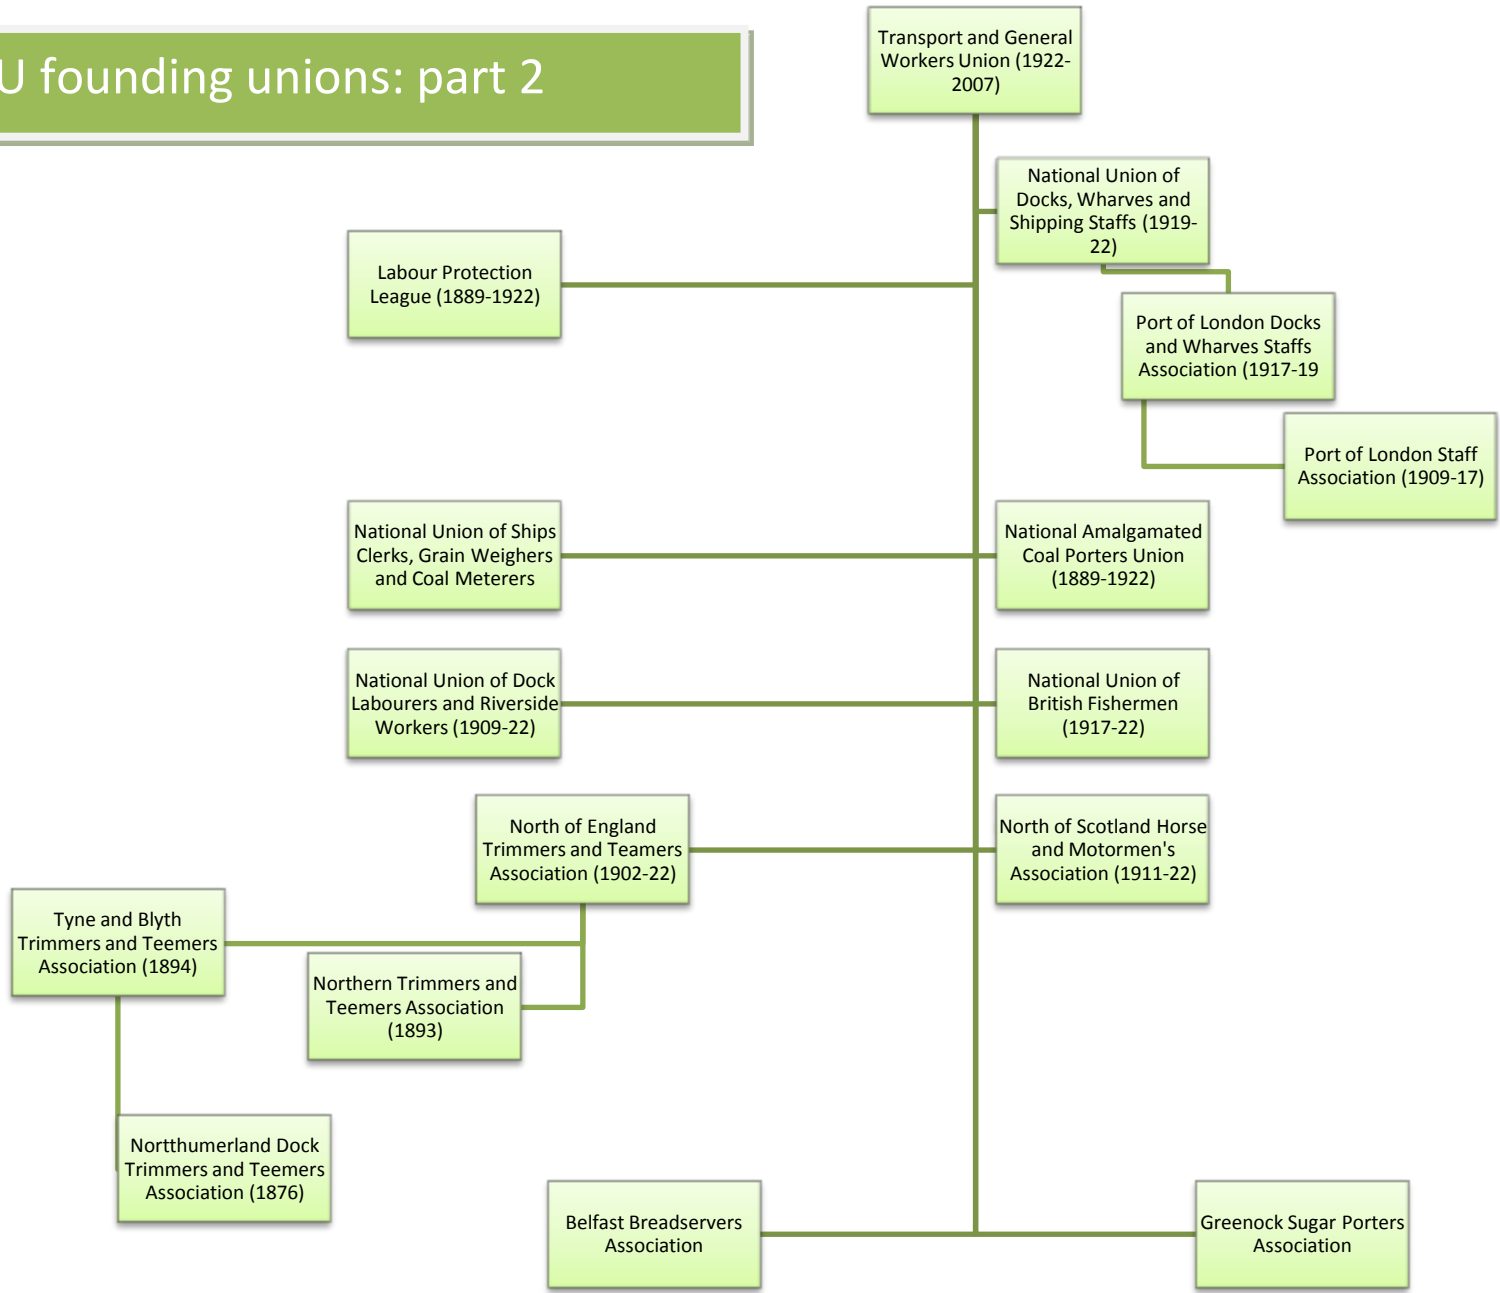 U founding unions: part 2
Transport and General
Workers Union (1922-
2007)
National Union of
Docks, Wharves and
Shipping Staffs (1919-
22)
Labour Protection
League (1889-1922)
Port of London Docks
and Wharves Staffs
Association (1917-19
Port of London Staff
Association (1909-17)
National Union of Ships
Clerks, Grain Weighers
and Coal Meterers
National Amalgamated
Coal Porters Union
(1889-1922)
National Union of Dock
Labourers and Riverside
Workers (1909-22)
National Union of
British Fishermen
(1917-22)
North of England
Trimmers and Teamers
Association (1902-22)
North of Scotland Horse
and Motormen's
Association (1911-22)
Tyne and Blyth
Trimmers and Teemers
Association (1894)
Northern Trimmers and
Teemers Association
(1893)
Nortthumerland Dock
Trimmers and Teemers
Association (1876)
Belfast Breadservers
Association
Greenock Sugar Porters
Association